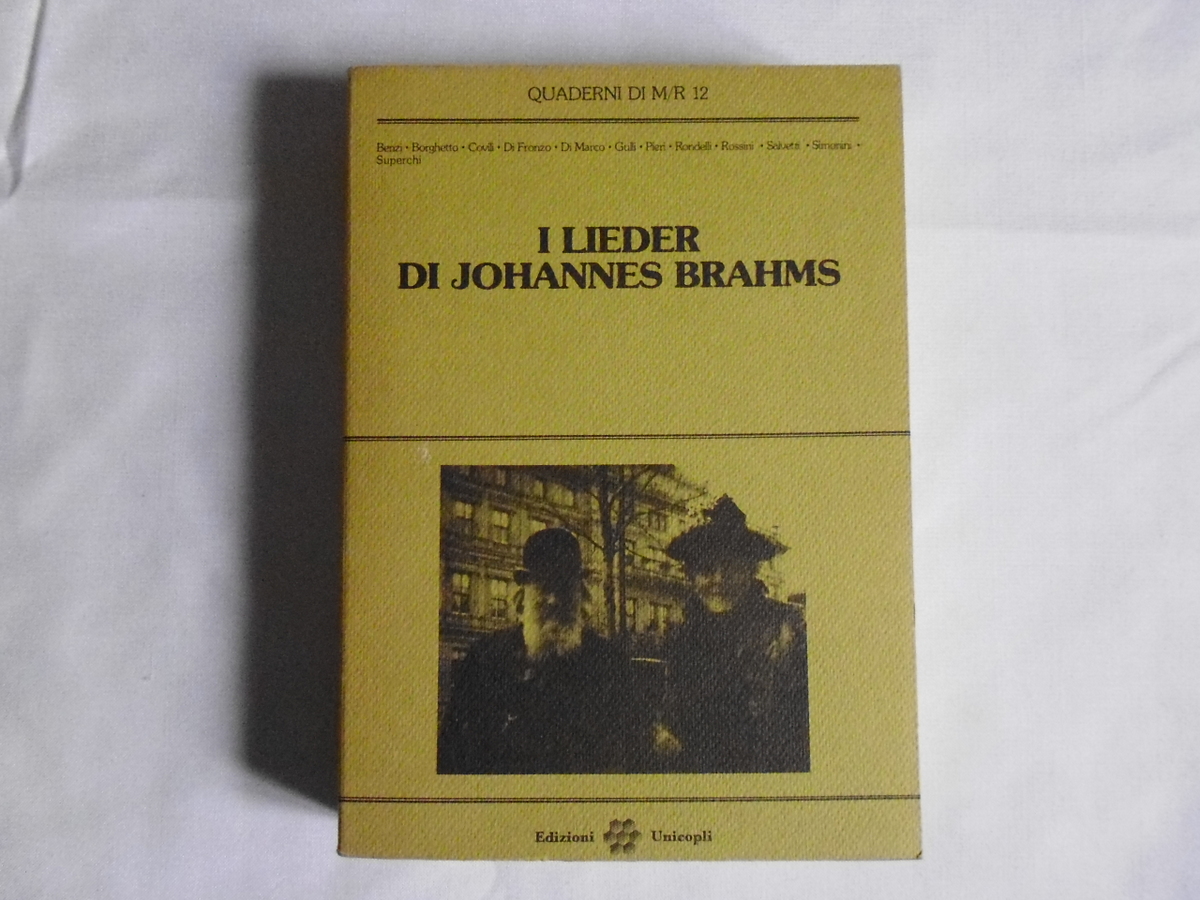 QUADERNI DI M/R 12
Benzi • Borghetto • Covili • Di Fronzo • Di Marco • Gulli • Pieri • Rondelli • Rossini • Salvetti • Simonini •
Superchi
I LIEDER
DI JOHANNES BRAHMS
Edizioni Unicopli